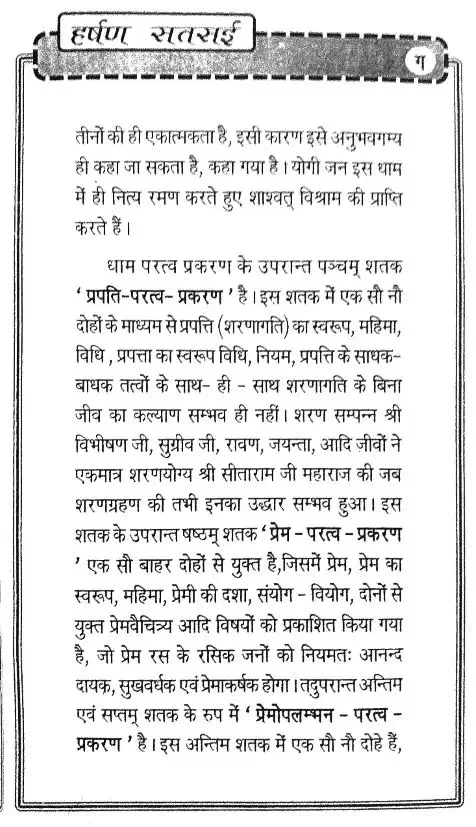 हर्षण सतसई
ग
तीनों की ही एकात्मकता है, इसी कारण इसे अनुभवगम्य
ही कहा जा सकता है, कहा गया है । योगी जन इस धाम
में ही नित्य रमण करते हुए शाश्वत् विश्राम की प्राप्ति
करते हैं ।
धाम परत्व प्रकरण के उपरान्त पञ्चम् शतक
‘ प्रपति-परत्व- प्रकरण ’ है । इस शतक में एक सौ नौ
दोहों के माध्यम से प्रपत्ति (शरणागति) का स्वरूप, महिमा,
विधि , प्रपत्ता का स्वरूप विधि, नियम, प्रपत्ति के साधक-
बाधक तत्वों के साथ- ही - साथ शरणागति के बिना
जीव का कल्याण सम्भव ही नहीं । शरण सम्पन्न श्री
विभीषण जी, सुग्रीव जी, रावण, जयन्ता, आदि ज़ीवों ने
एकमात्र शरणयोग्य श्री सीताराम जी महाराज की जब
शरणग्रहण की तभी इनका उद्धार सम्भव हुआ । इस
शतक के उपरान्त षष्ठम् शतक ‘ प्रेम - परत्व - प्रकरण
’ एक सौ बाहर दोहों से युक्त है,जिसमें प्रेम, प्रेम का
स्वरूप, महिमा, प्रेमी की दशा, संयोग - वियोग, दोनों से
युक्त प्रेमवैचित्र्य आदि विषयों को प्रकाशित किया गया
है, जो प्रेम रस के रसिक जनों को नियमतः आनन्द
दायक, सुखवर्धक एवं प्रेमाकर्षक होगा । तदुपरान्त अन्तिम
एवं सप्तम् शतक के रुप में ‘ प्रेमोपलम्भन - परत्व -
प्रकरण ’ है । इस अन्तिम शतक में एक सौ नौ दोहे हैं,